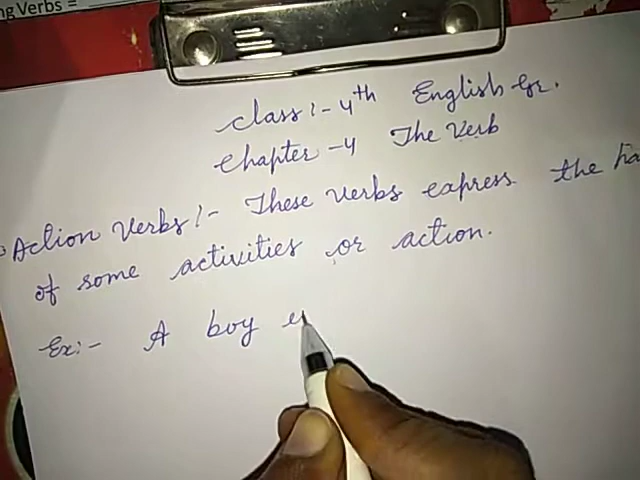 ng Verbs =
Class:- 4th English Gr.
Chapter -4 The Verb
Action Verbs:- These verbs express the ha
of some activities or action.
Ex:- A boy